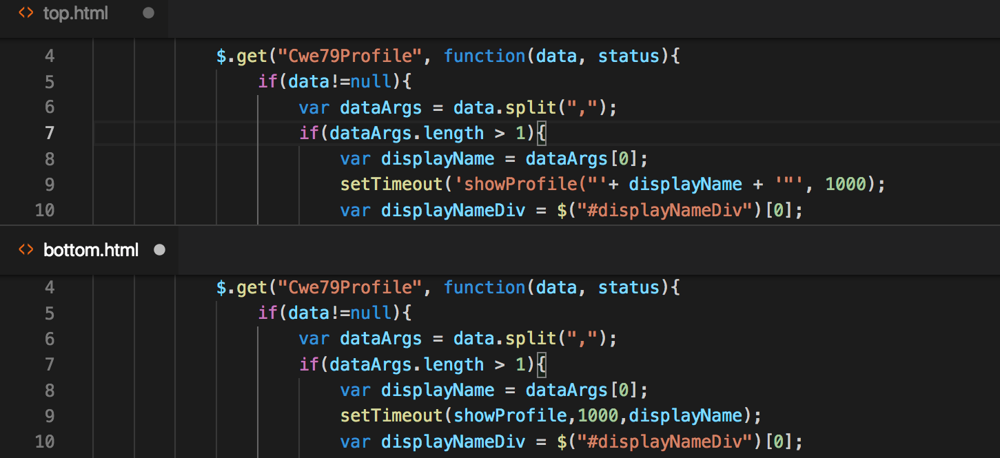 top.html
4 $.get("Cwe79Profile", function(data, status){
5 if(data!=null){
6 var dataArgs = data.split(",");
7 if(dataArgs.length > 1){
8 var displayName = dataArgs[0];
9 setTimeout('showProfile("'+ displayName + '"', 1000);
10 var displayNameDiv = $("#displayNameDiv")[0];
bottom.html
4 $.get("Cwe79Profile", function(data, status){
5 if(data!=null){
6 var dataArgs = data.split(",");
7 if(dataArgs.length > 1){
8 var displayName = dataArgs[0];
9 setTimeout(showProfile,1000,displayName);
10 var displayNameDiv = $("#displayNameDiv")[0];